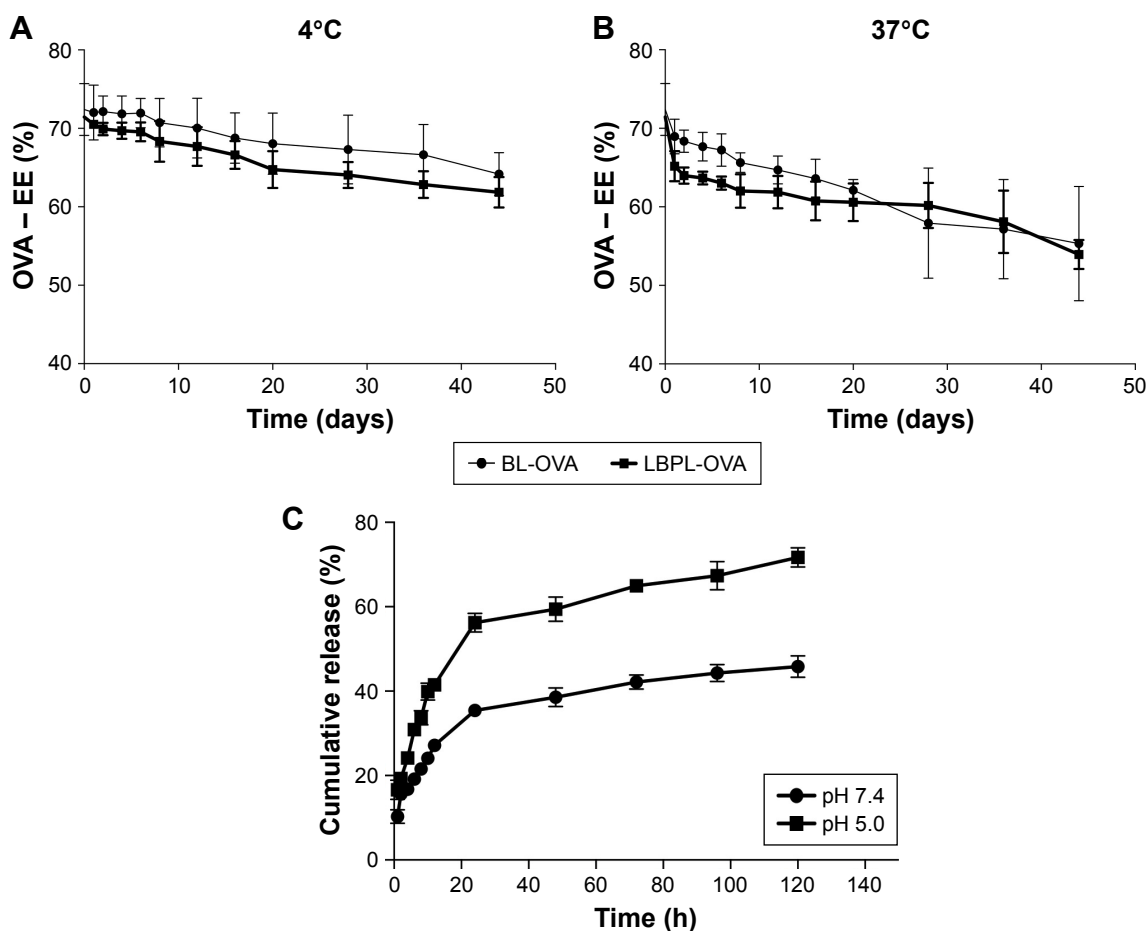 A
4°C
OVA – EE (%)
80
70
60
50
40
0
10
20
30
40
50
Time (days)
B
37°C
OVA – EE (%)
80
70
60
50
40
0
10
20
30
40
50
Time (days)
BL-OVA
LBPL-OVA
C
Cumulative release (%)
80
60
40
20
0
0
20
40
60
80
100
120
140
Time (h)
pH 7.4
pH 5.0